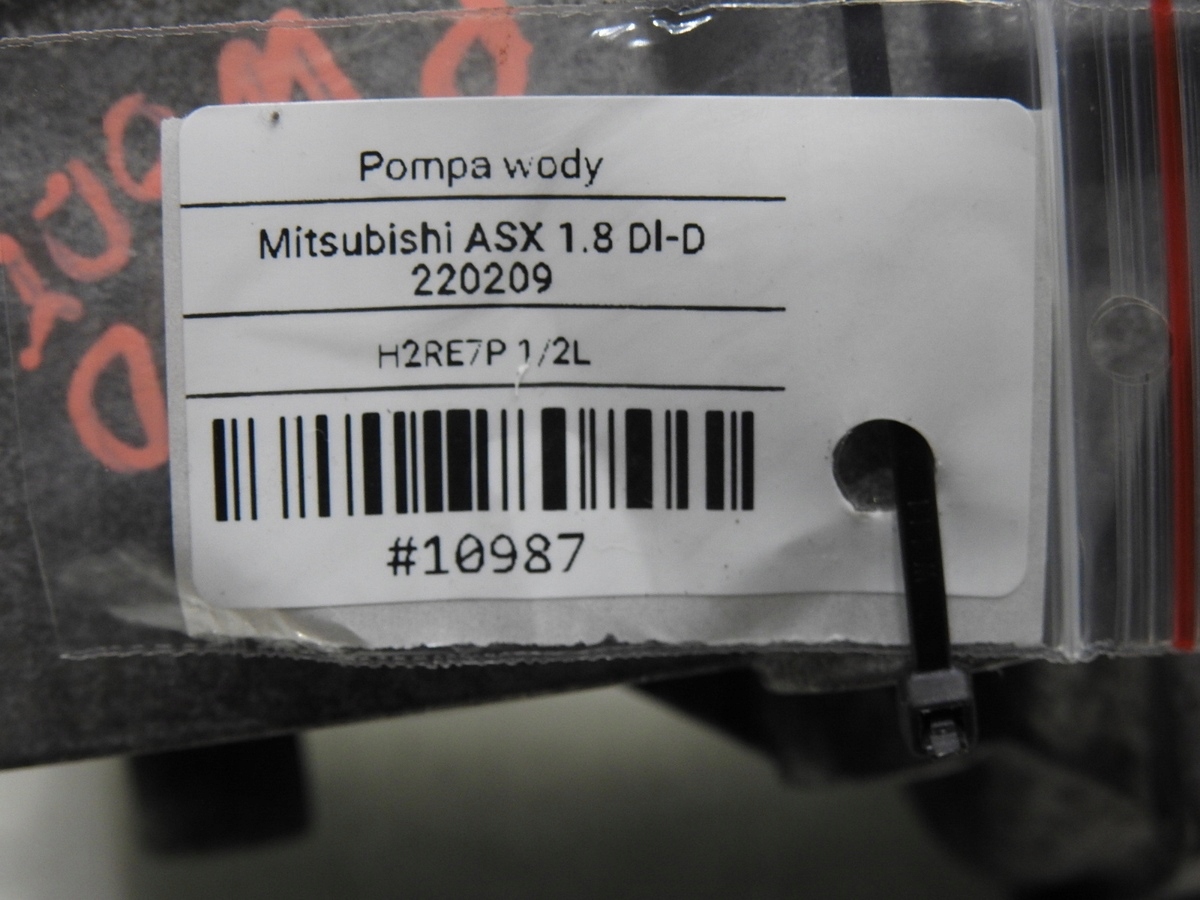 Pompa wody
Mitsubishi ASX 1.8 DI-D
220209
H2RE7P 1/2L
#10987